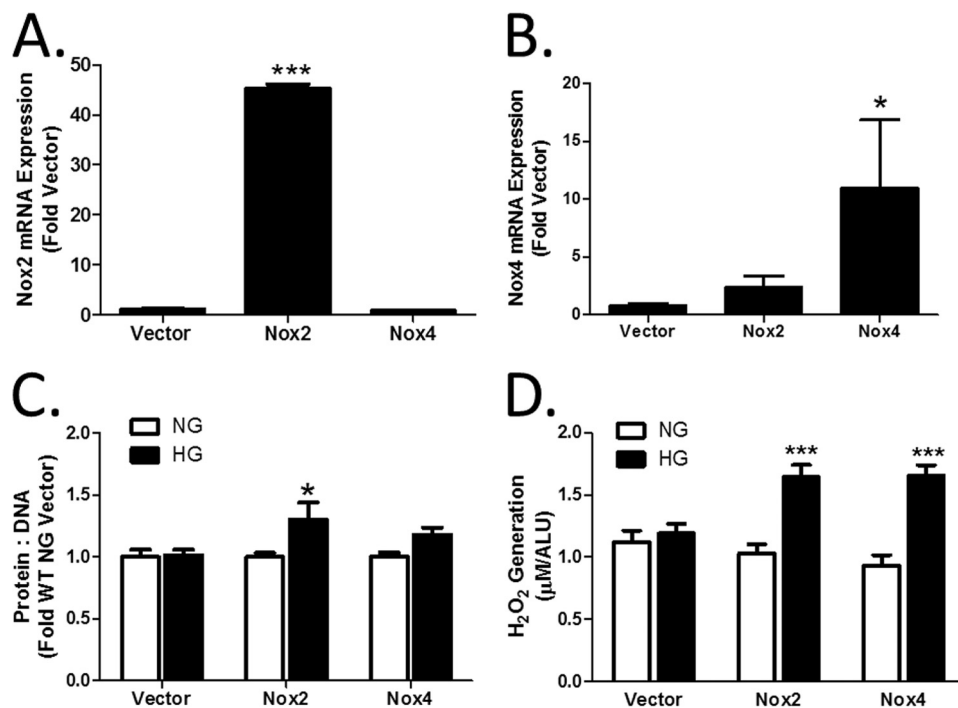 A.
Nox2 mRNA Expression
(Fold Vector)
50
40
30
20
10
0
***
Vector Nox2 Nox4
B.
Nox4 mRNA Expression
(Fold Vector)
20
15
10
5
0
*
Vector Nox2 Nox4
C.
NG
HG
Protein : DNA
(Fold WT NG Vector)
2.0
1.5
1.0
0.5
0.0
*
Vector Nox2 Nox4
D.
NG
HG
H₂O₂ Generation
(μM/ALU)
2.0
1.5
1.0
0.5
0.0
*** ***
Vector Nox2 Nox4